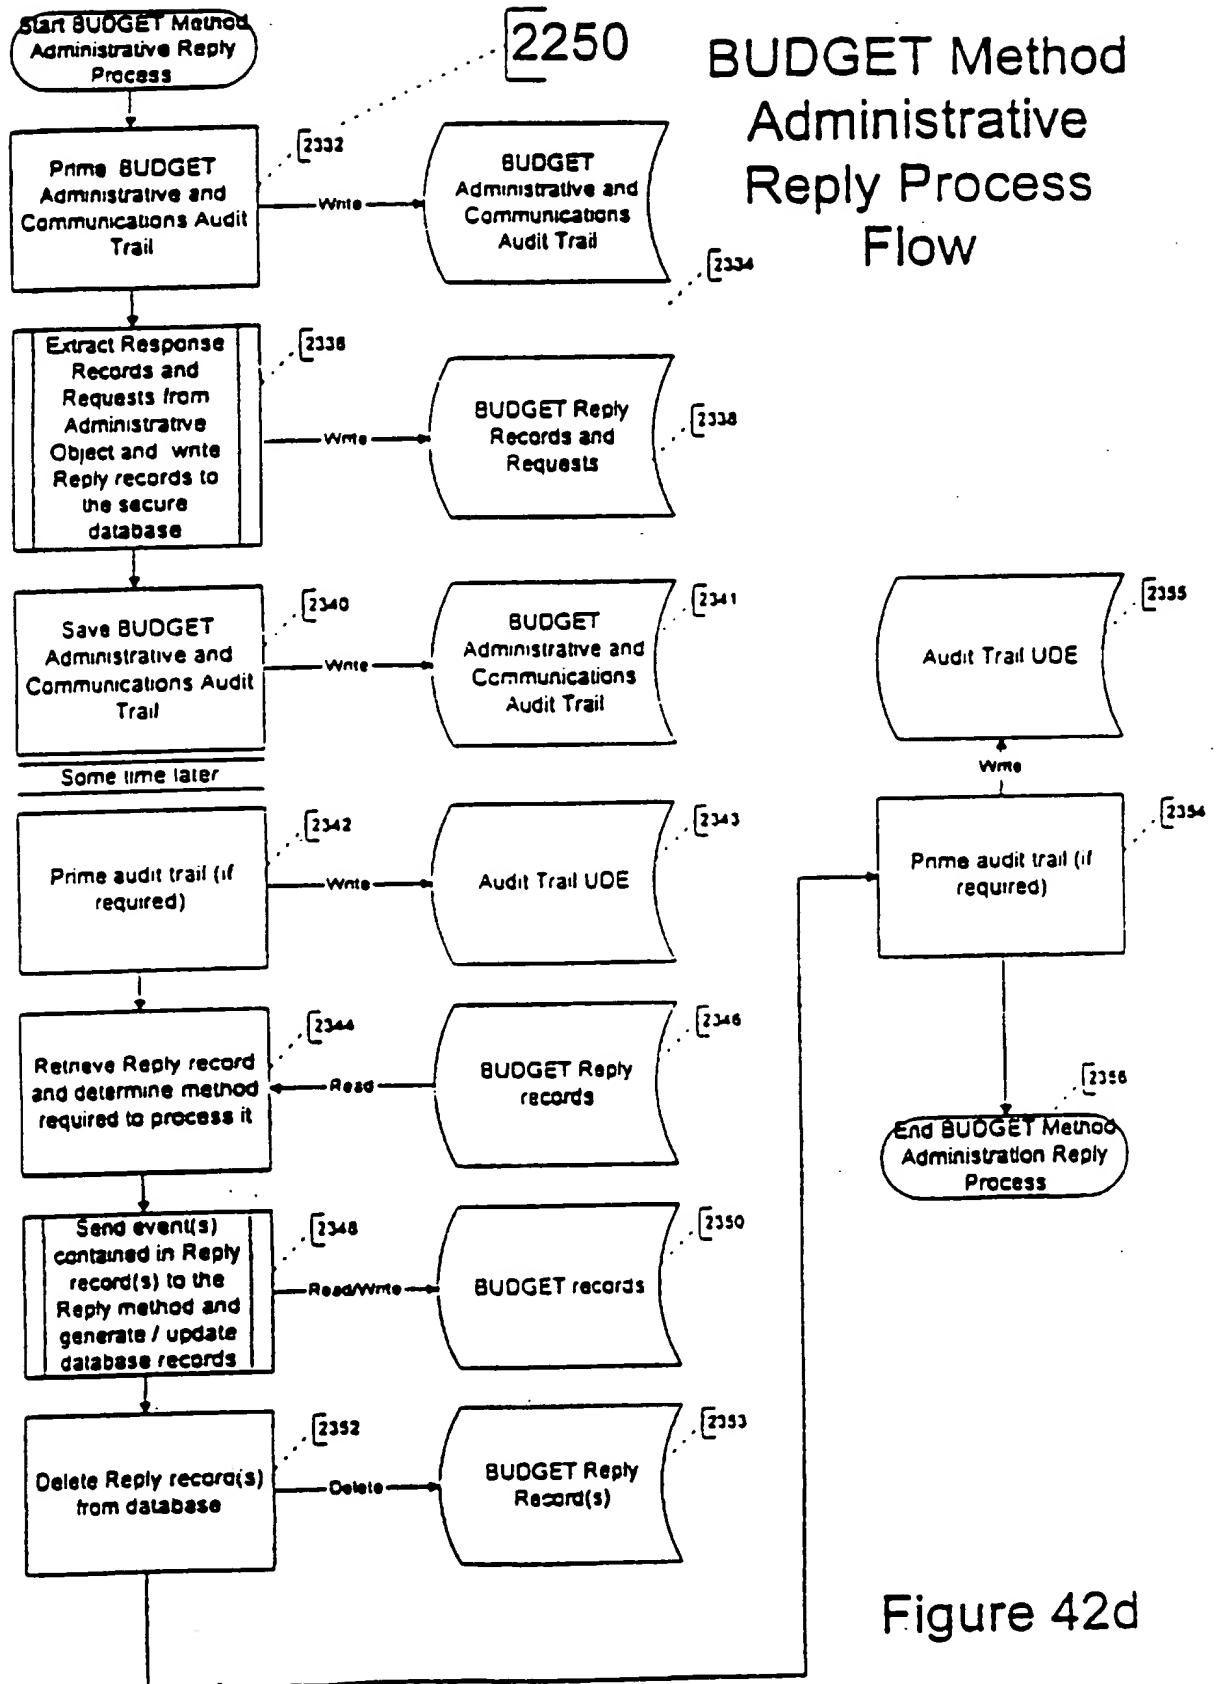 Start BUDGET Method
Administrative Reply
Process
2250
BUDGET Method
Administrative
Reply Process
Flow
2332
Prime BUDGET
Administrative and
Communications Audit
Trail
Write
BUDGET
Administrative and
Communications
Audit Trail
2334
Extract Response
Records and
Requests from
Administrative
Object and write
Reply records to
the secure
database
2336
Write
BUDGET Reply
Records and
Requests
2338
Save BUDGET
Administrative and
Communications Audit
Trail
2340
Write
BUDGET
Administrative and
Communications
Audit Trail
2341
Some time later
Prime audit trail (if
required)
2342
Write
Audit Trail UDE
2343
Retrieve Reply record
and determine method
required to process it
2344
Read
BUDGET Reply
records
2346
Send event(s)
contained in Reply
record(s) to the
Reply method and
generate / update
database records
2348
Read/Write
BUDGET records
2350
Delete Reply record(s)
from database
2352
Delete
BUDGET Reply
Record(s)
2353
Audit Trail UDE
2355
Write
Prime audit trail (if
required)
2354
2356
End BUDGET Method
Administration Reply
Process
Figure 42d